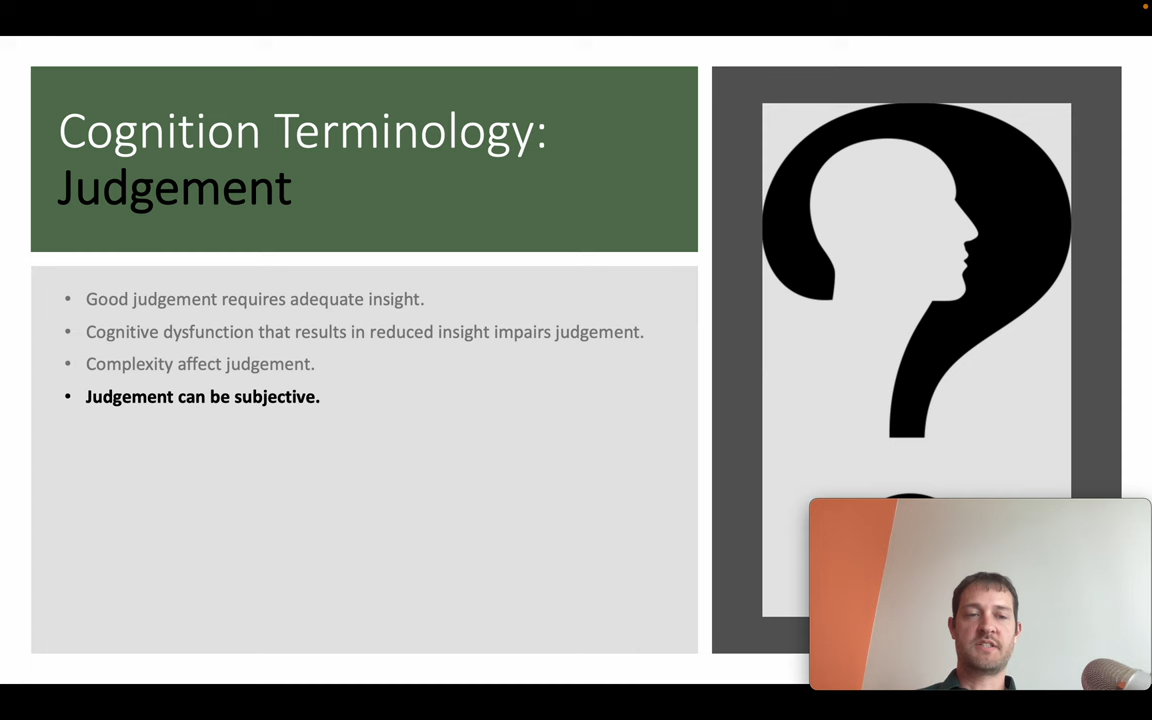 Cognition Terminology:
Judgement
• Good judgement requires adequate insight.
• Cognitive dysfunction that results in reduced insight impairs judgement.
• Complexity affect judgement.
• Judgement can be subjective.